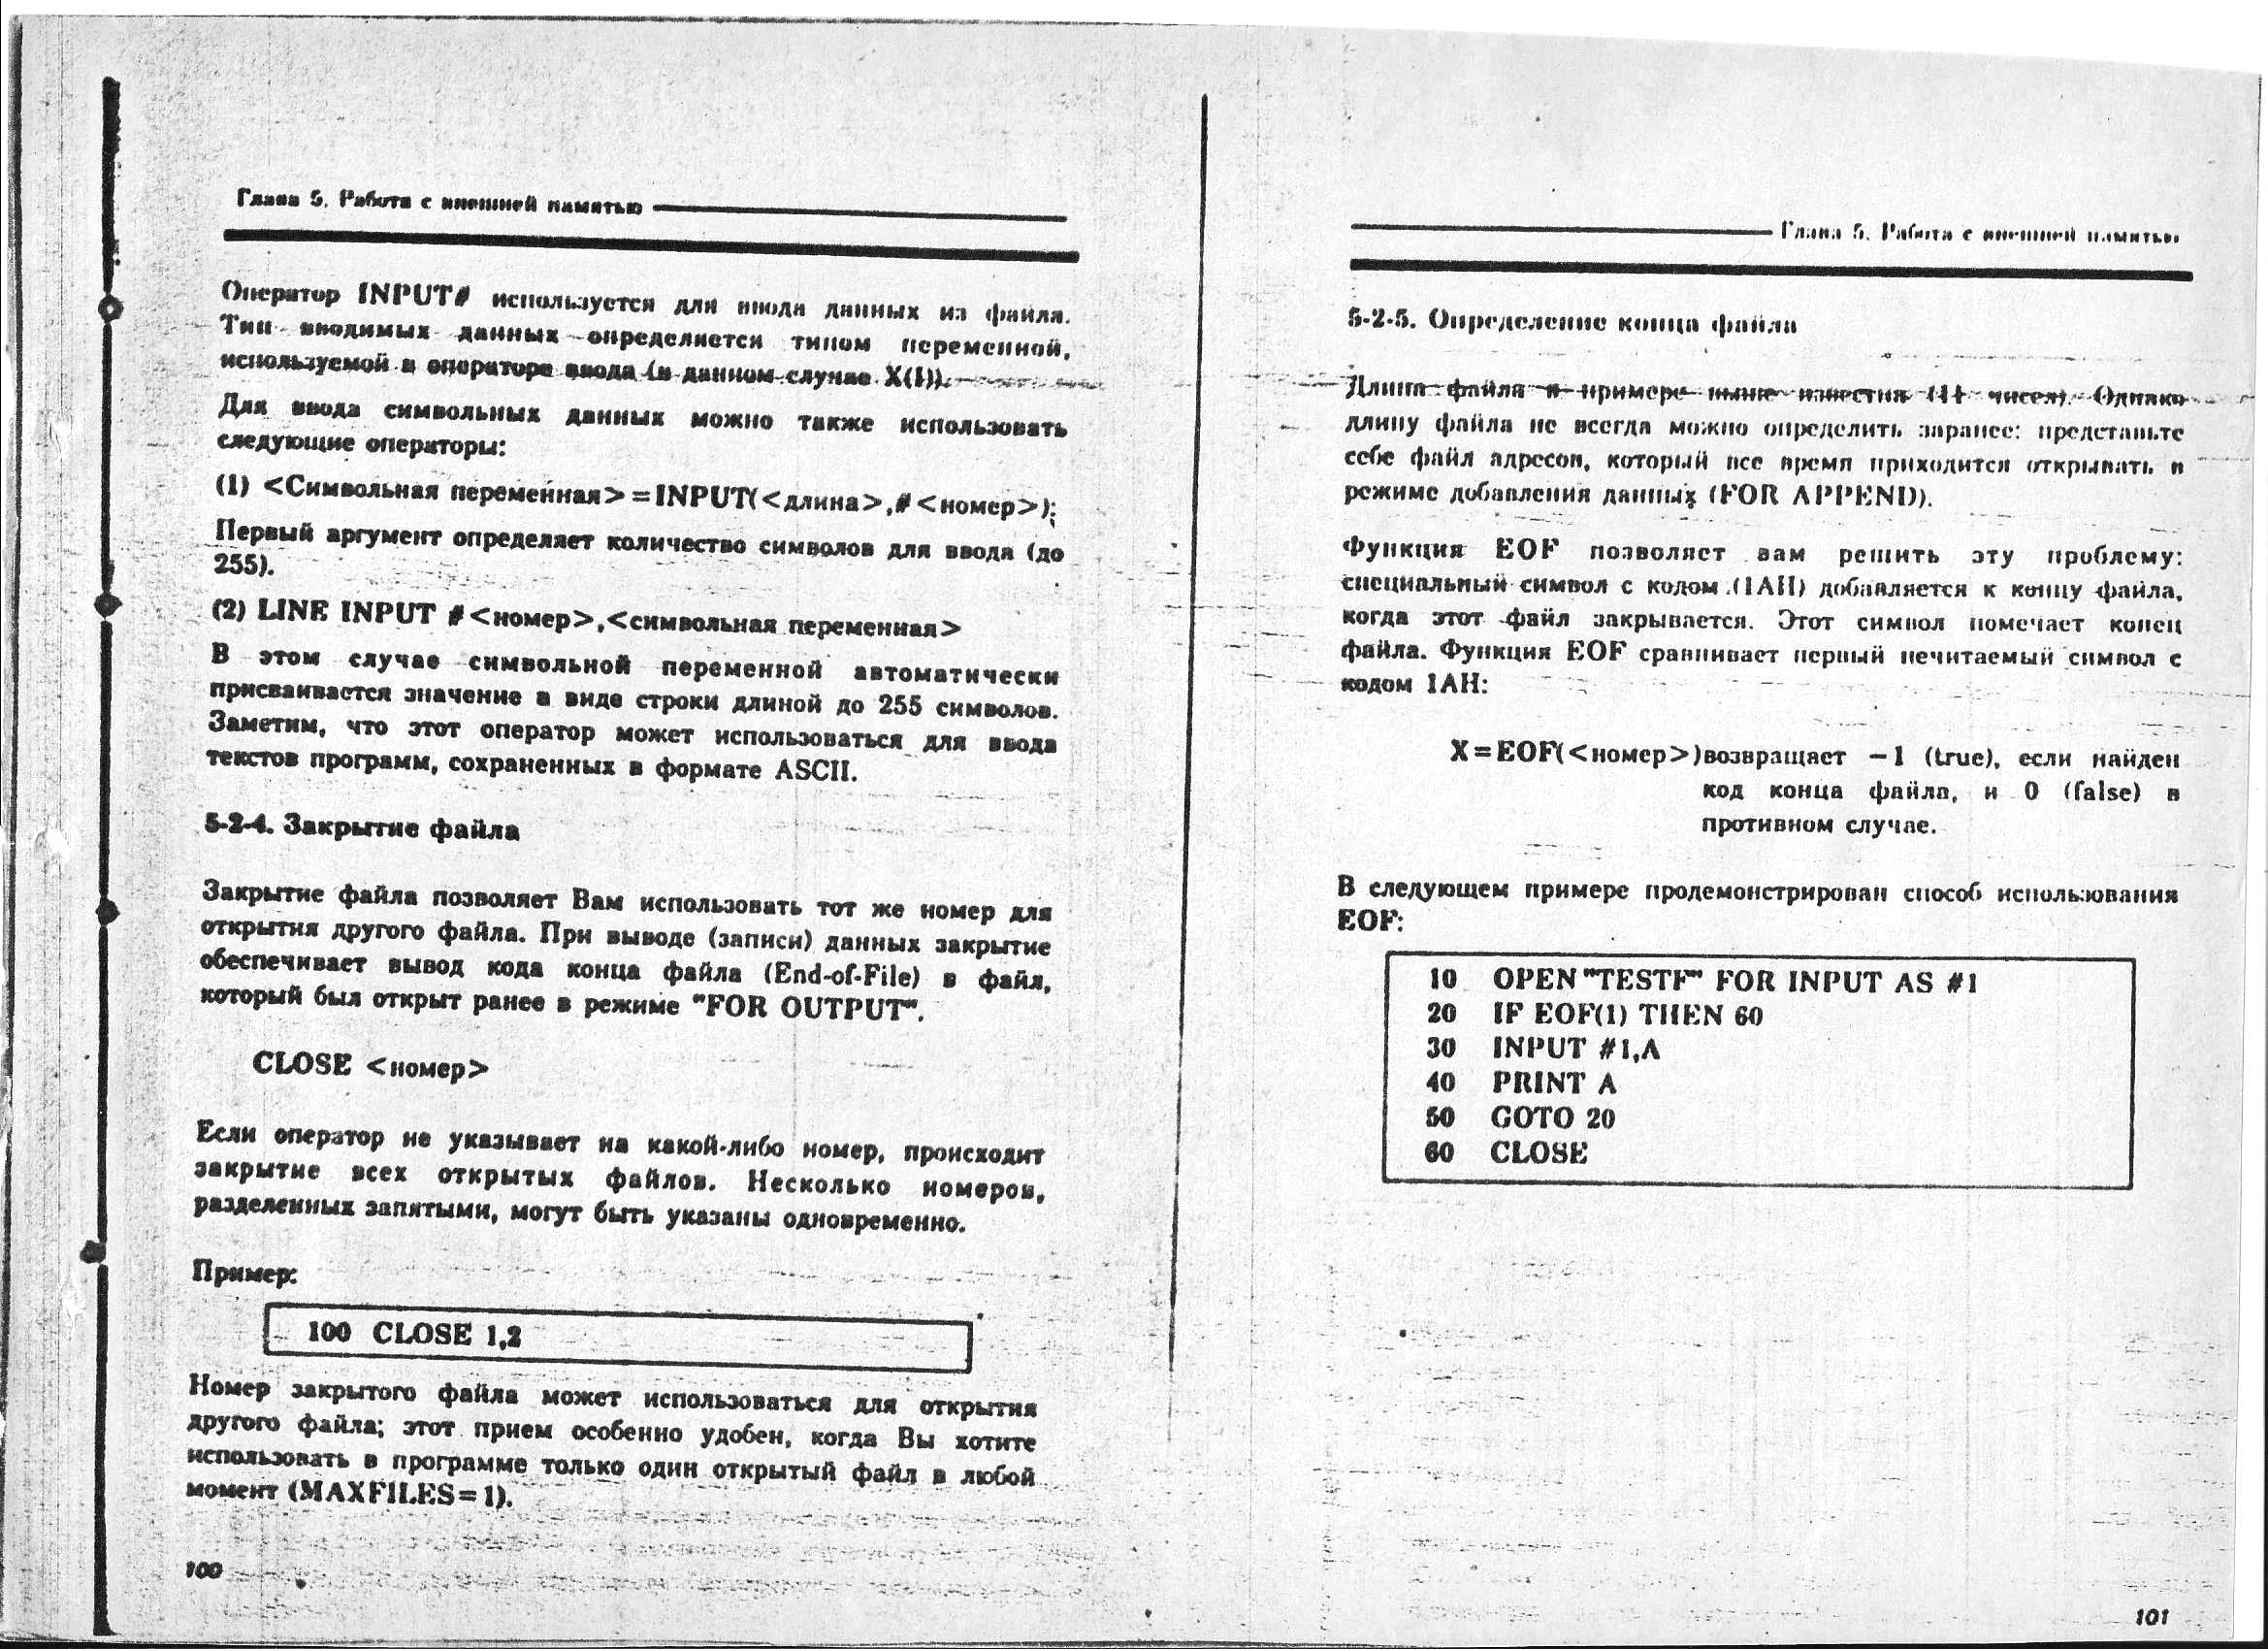 Глава 5. Работа с внешней памятью
Оператор INPUT# используется для ввода данных из файла.
Тип вводимых данных определяется типом переменной,
используемой в операторе ввода (в данном случае X(I)).
Для ввода символьных данных можно также использовать
следующие операторы:
(1) <Символьная переменная>=INPUT(<длина>,#<номер>);
Первый аргумент определяет количество символов для ввода (до
255).
(2) LINE INPUT #<номер>,<символьная переменная>
В этом случае символьной переменной автоматически
присваивается значение в виде строки длиной до 255 символов.
Заметим, что этот оператор может использоваться для ввода
текстов программ, сохраненных в формате ASCII.
5-2-4. Закрытие файла
Закрытие файла позволяет Вам использовать тот же номер для
открытия другого файла. При выводе (записи) данных закрытие
обеспечивает вывод кода конца файла (End-of-File) в файл,
который был открыт ранее в режиме "FOR OUTPUT".
CLOSE <номер>
Если оператор не указывает на какой-либо номер, происходит
закрытие всех открытых файлов. Несколько номеров,
разделенных запятыми, могут быть указаны одновременно.
Пример:
100 CLOSE 1,2
Номер закрытого файла может использоваться для открытия
другого файла; этот прием особенно удобен, когда Вы хотите
использовать в программе только один открытый файл в любой
момент (MAXFILES=1).
100
Глава 5. Работа с внешней памятью
5-2-5. Определение конца файла
Длина файла в примере выше известна (11 чисел). Однако
длину файла не всегда можно определить заранее: представьте
себе файл адресов, который все время приходится открывать в
режиме добавления данных (FOR APPEND).
Функция EOF позволяет вам решить эту проблему:
специальный символ с кодом (1AH) добавляется к концу файла,
когда этот файл закрывается. Этот символ помечает конец
файла. Функция EOF сравнивает первый нечитаемый символ с
кодом 1AH:
X=EOF(<номер>)возвращает -1 (true), если найден
код конца файла, и 0 (false) в
противном случае.
В следующем примере продемонстрирован способ использования
EOF:
10 OPEN "TESTF" FOR INPUT AS #1
20 IF EOF(1) THEN 60
30 INPUT #1,A
40 PRINT A
50 GOTO 20
60 CLOSE
101